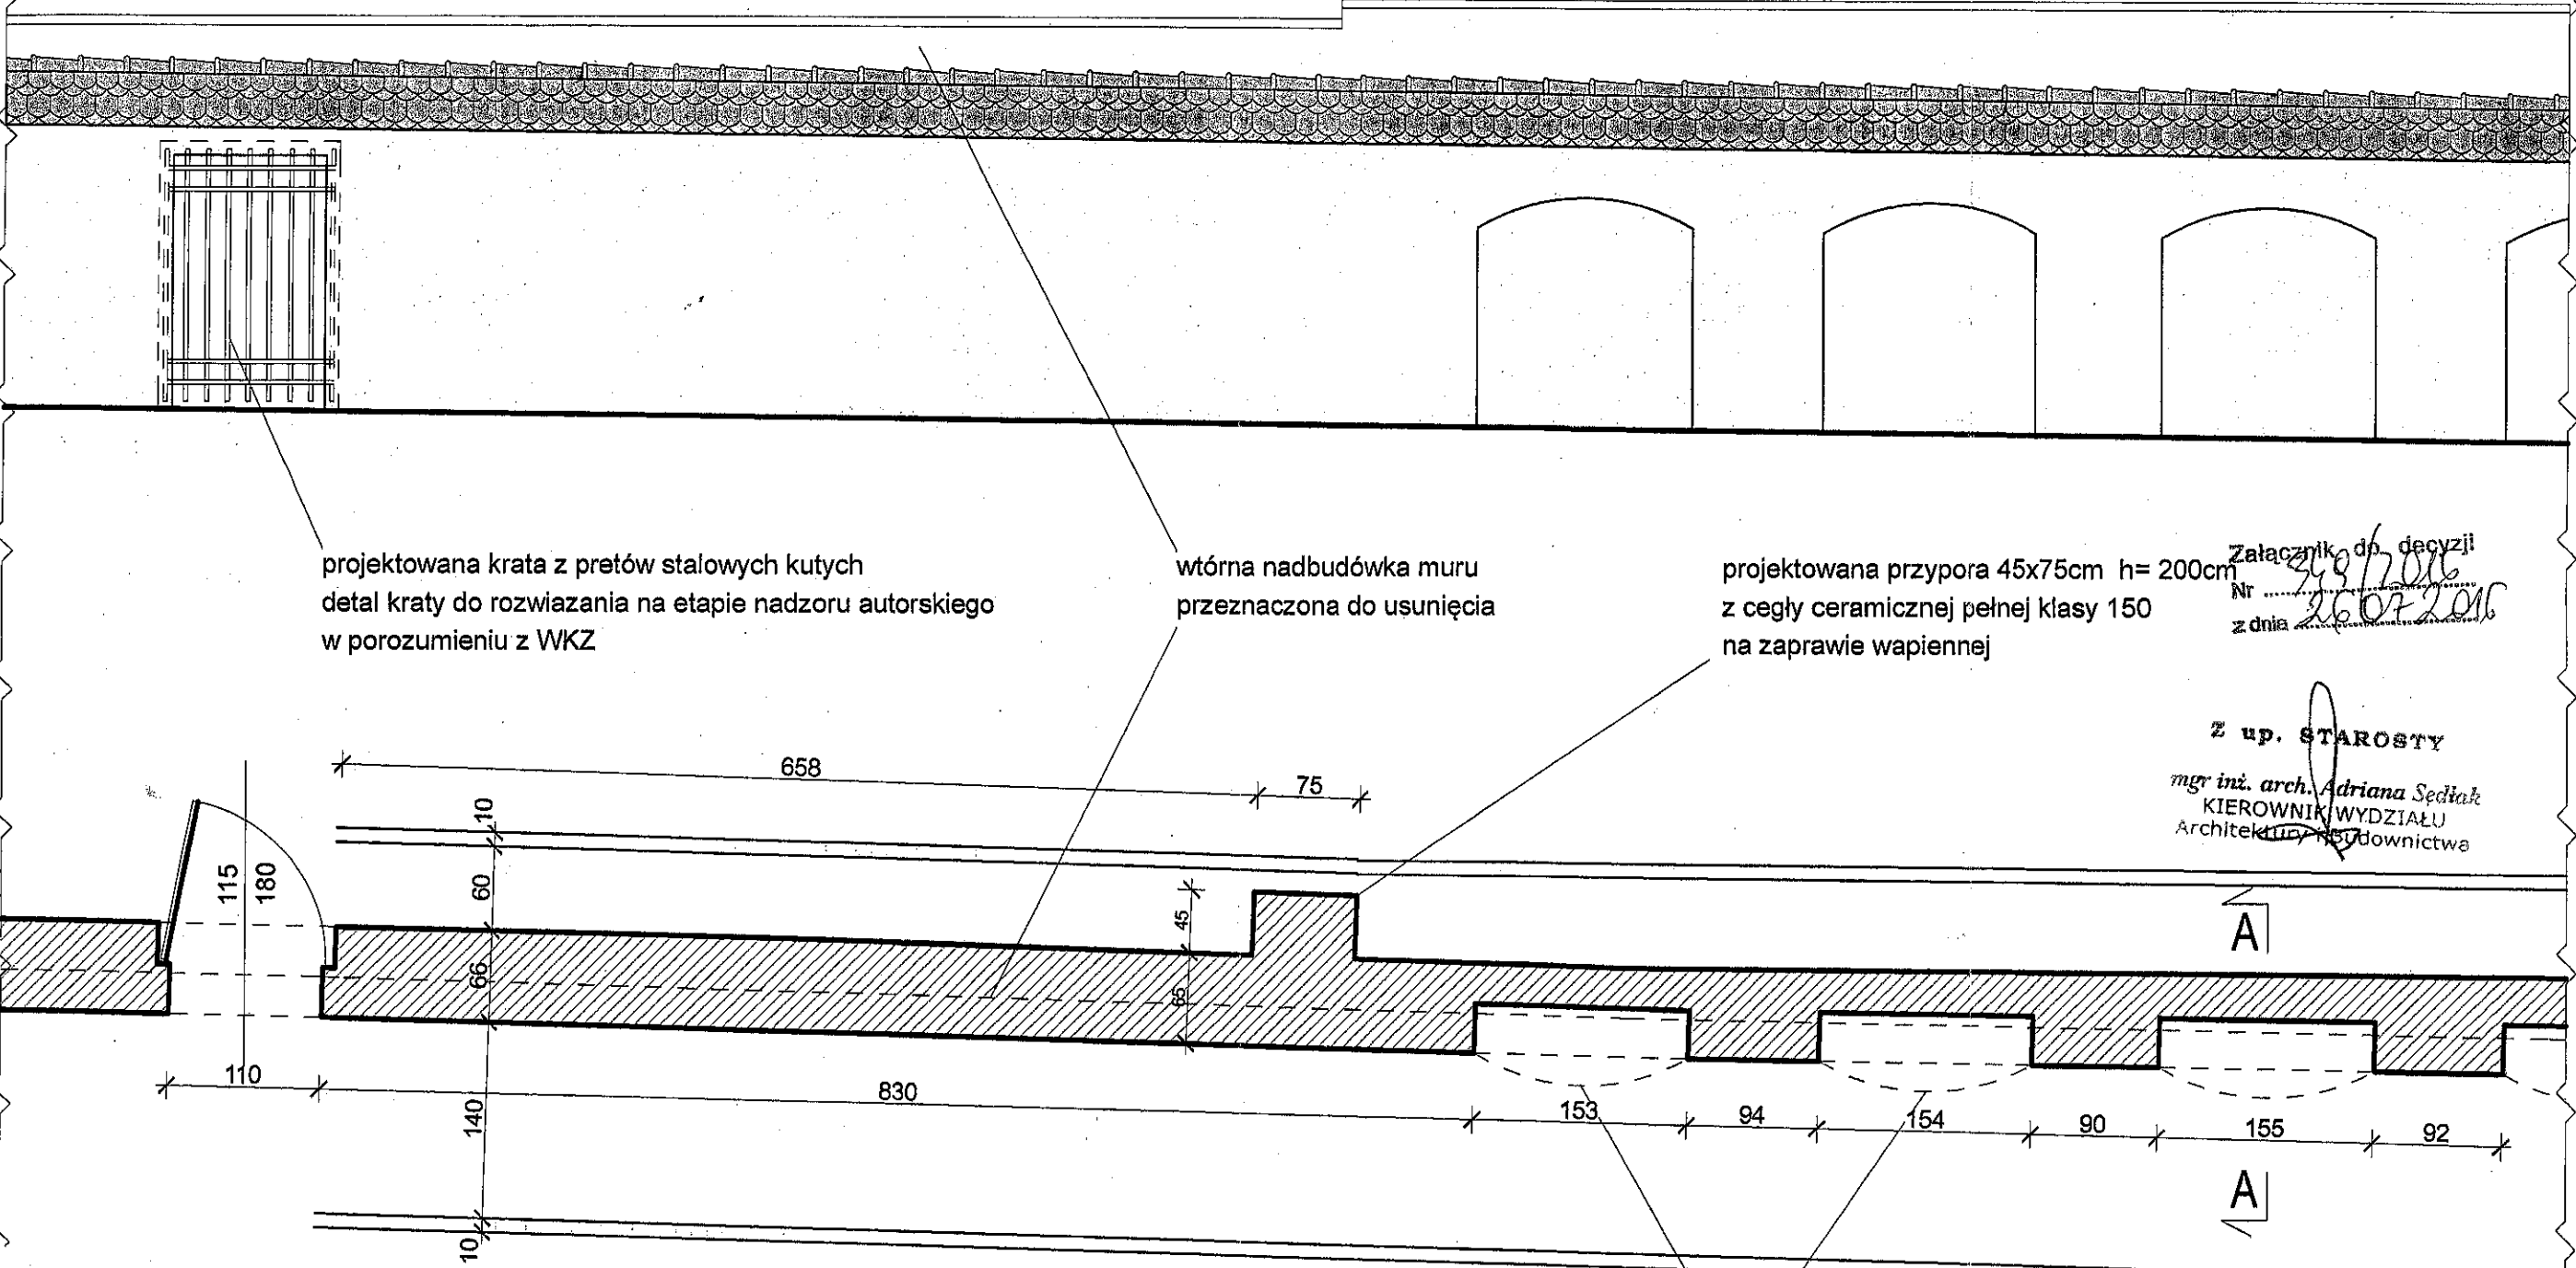 projektowana krata z pretów stalowych kutych
detal kraty do rozwiazania na etapie nadzoru autorskiego
w porozumieniu z WKZ
wtórna nadbudówka muru
przeznaczona do usunięcia
projektowana przypora 45x75cm h= 200cm
z cegły ceramicznej pełnej klasy 150
na zaprawie wapiennej
Załącznik do decyzji
Nr 349/2016
z dnia 26.07.2016
Z up. STAROSTY
mgr inż. arch. Adriana Sędłak
KIEROWNIK WYDZIAŁU
Architektury i Budownictwa
658
75
10
60
66
140
10
115
180
45
65
A
110
830
153
94
154
90
155
92
A